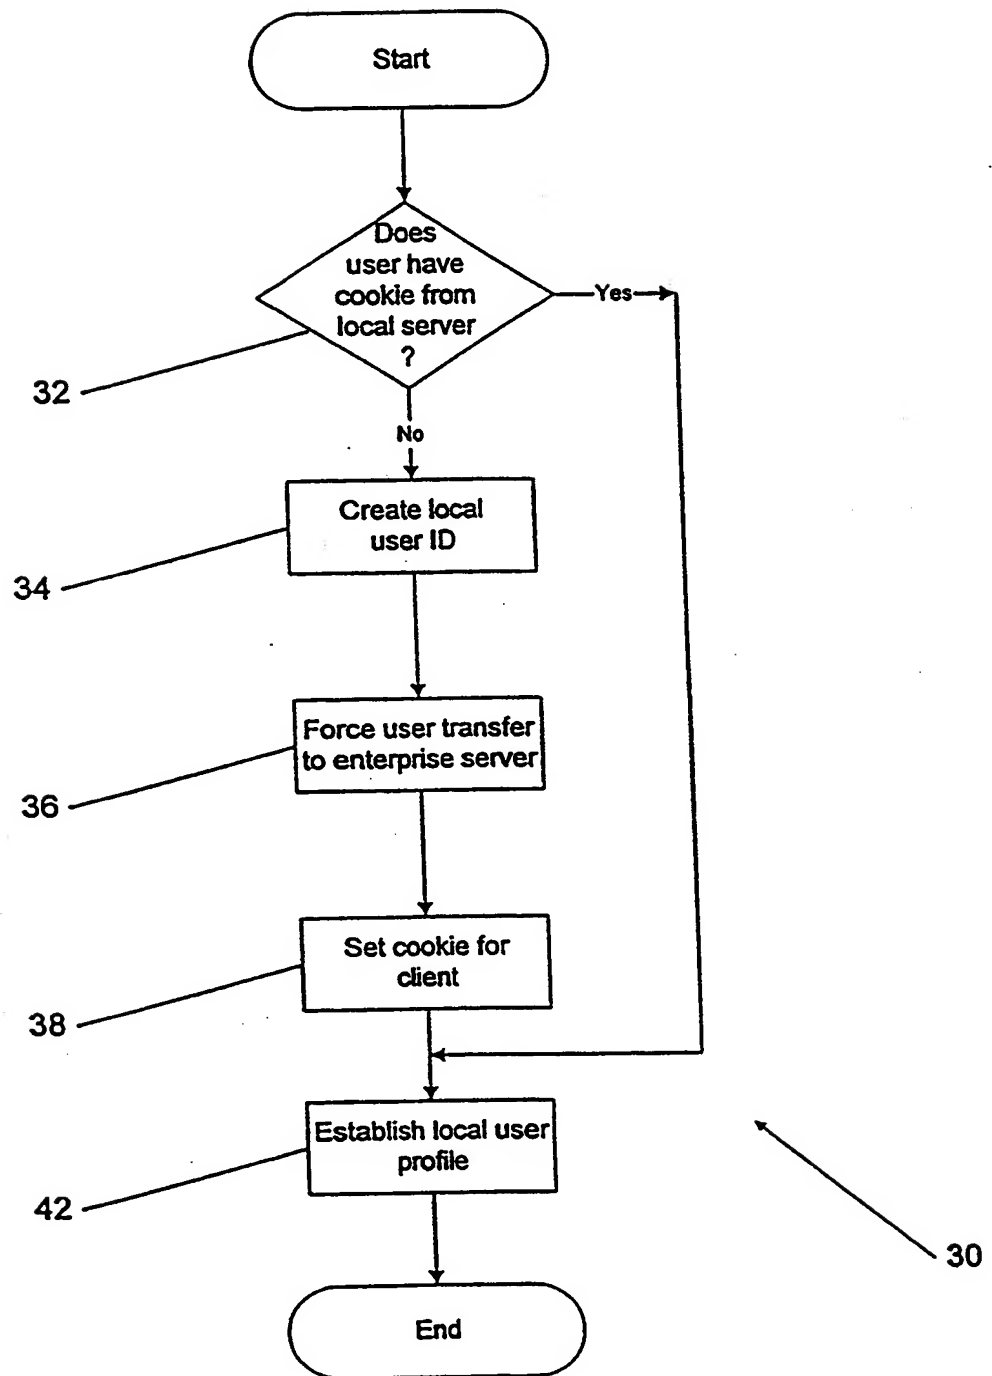 Start
Does
user have
cookie from
local server
?
Yes
32
No
Create local
user ID
34
Force user transfer
to enterprise server
36
Set cookie for
client
38
Establish local user
profile
42
30
End